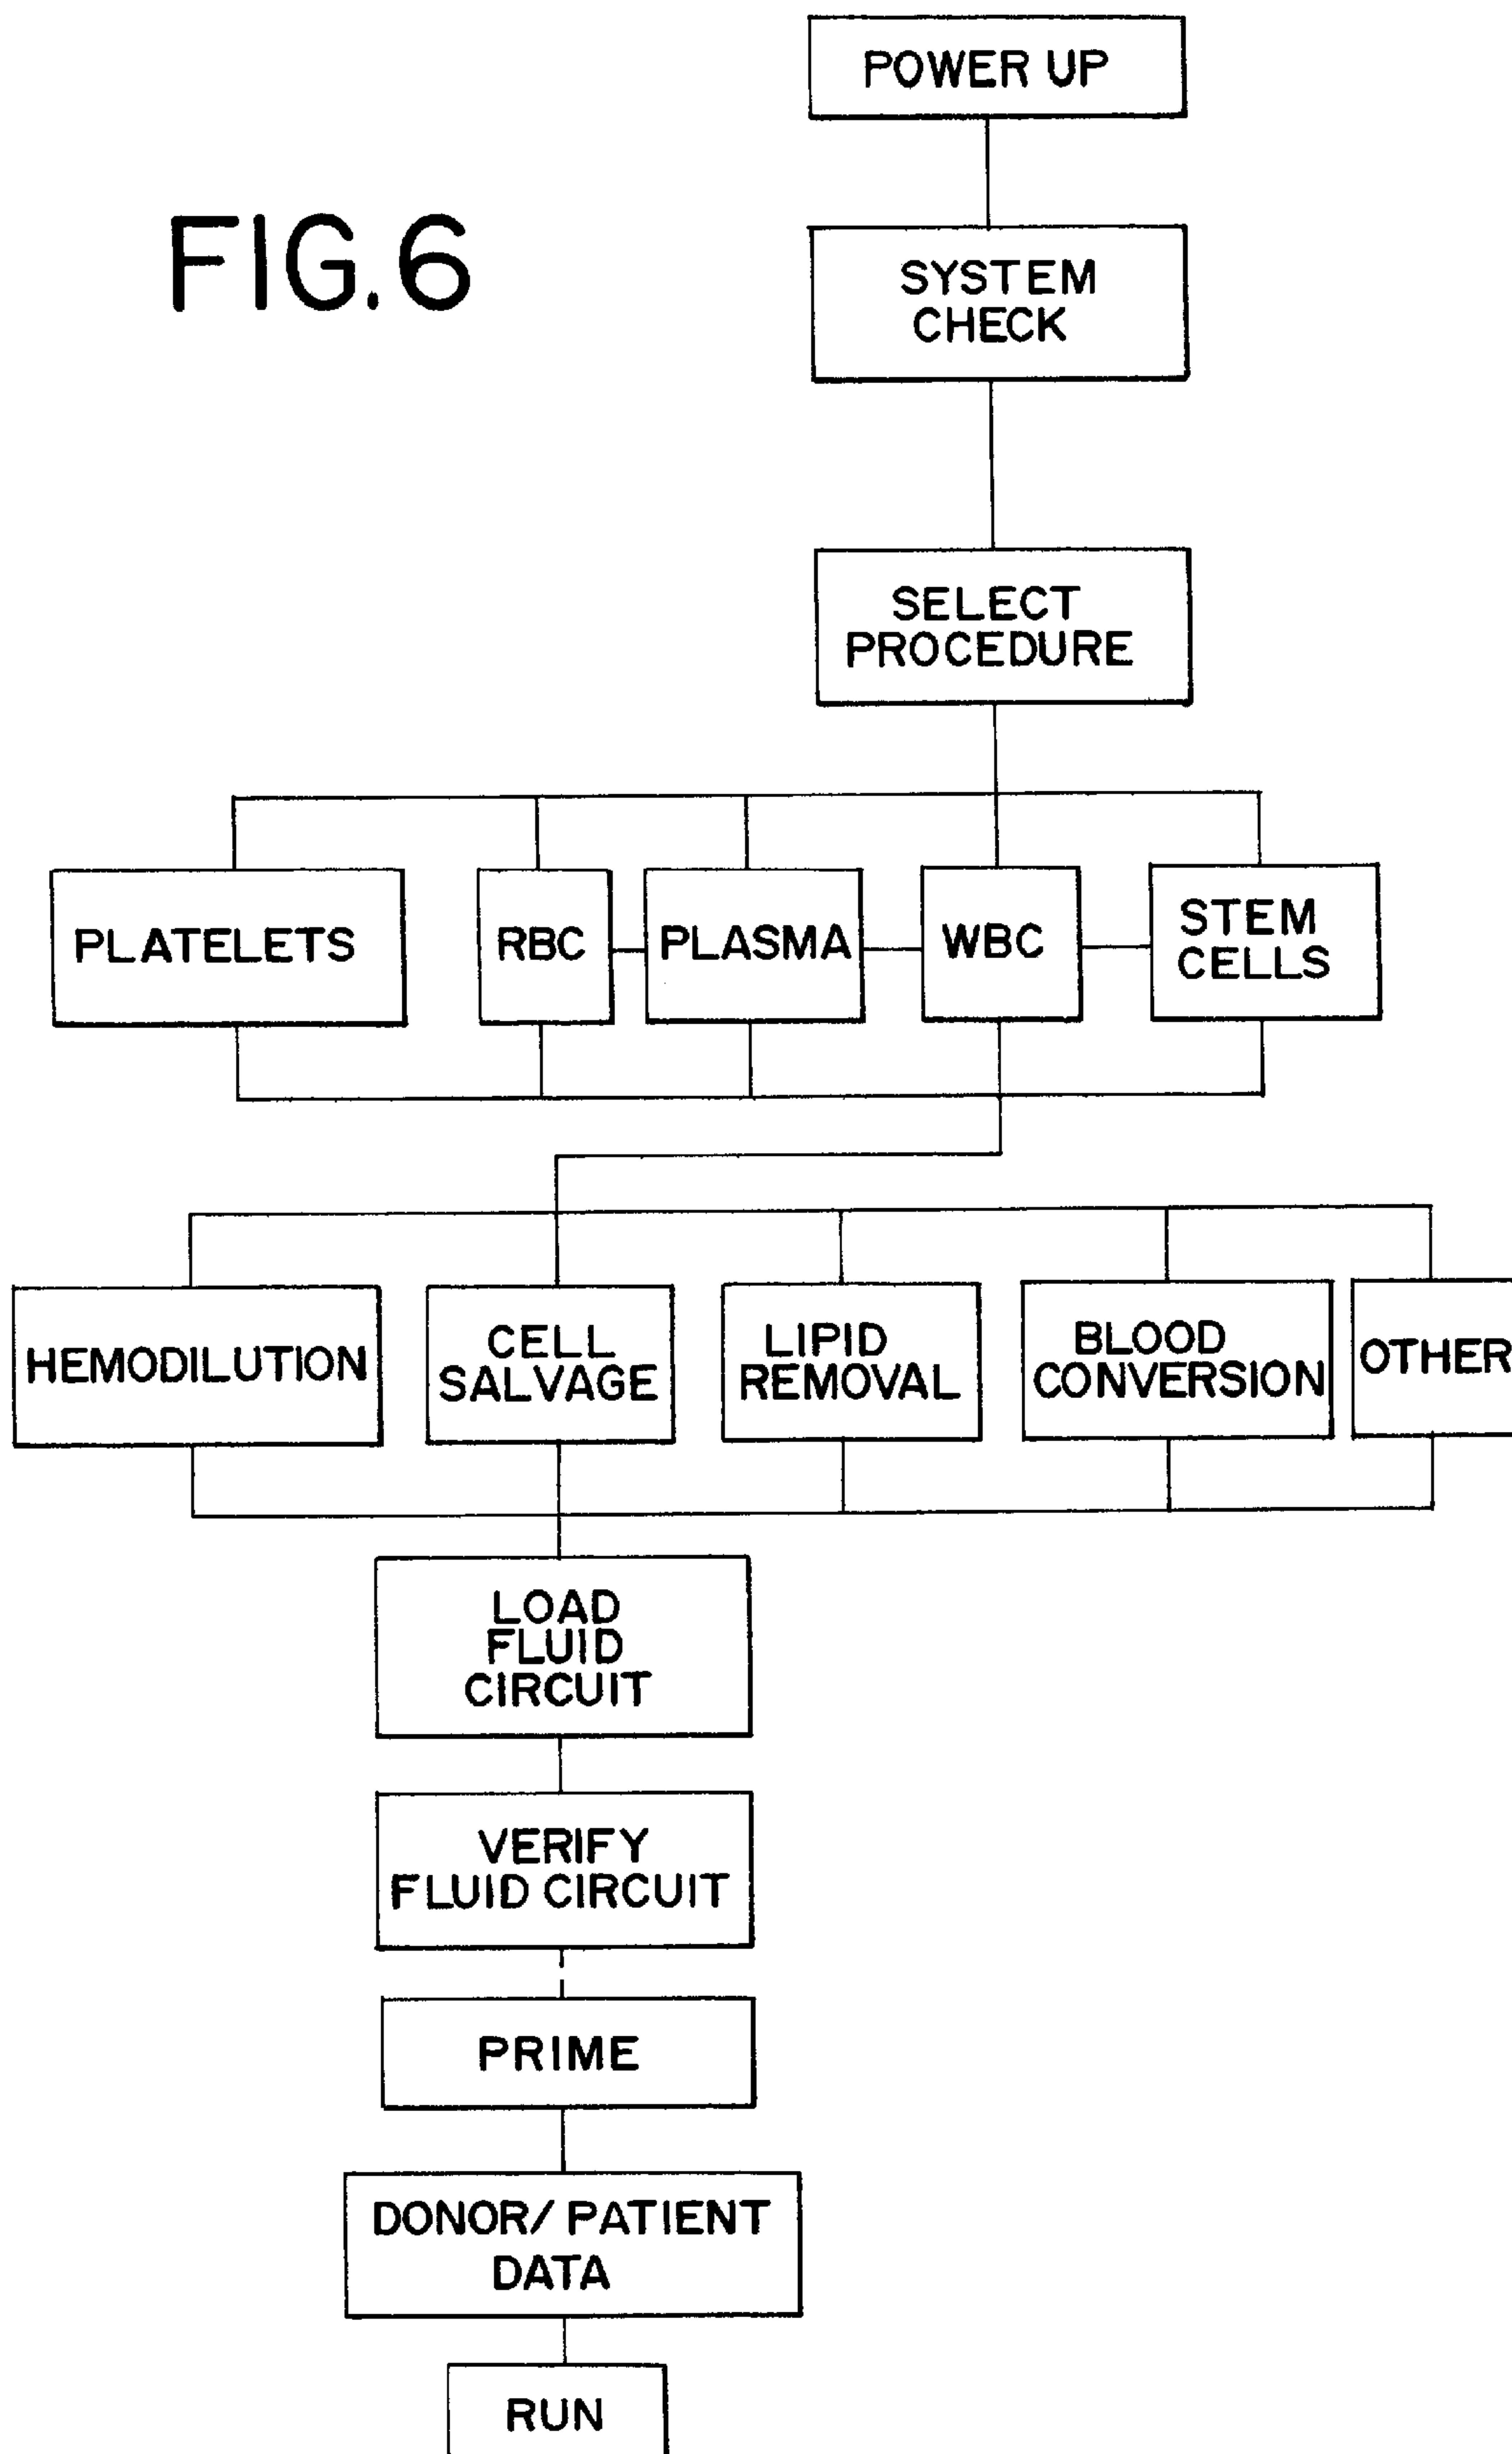 FIG.6
POWER UP
SYSTEM
CHECK
SELECT
PROCEDURE
PLATELETS
RBC
PLASMA
WBC
STEM
CELLS
HEMODILUTION
CELL
SALVAGE
LIPID
REMOVAL
BLOOD
CONVERSION
OTHER
LOAD
FLUID
CIRCUIT
VERIFY
FLUID CIRCUIT
PRIME
DONOR/ PATIENT
DATA
RUN